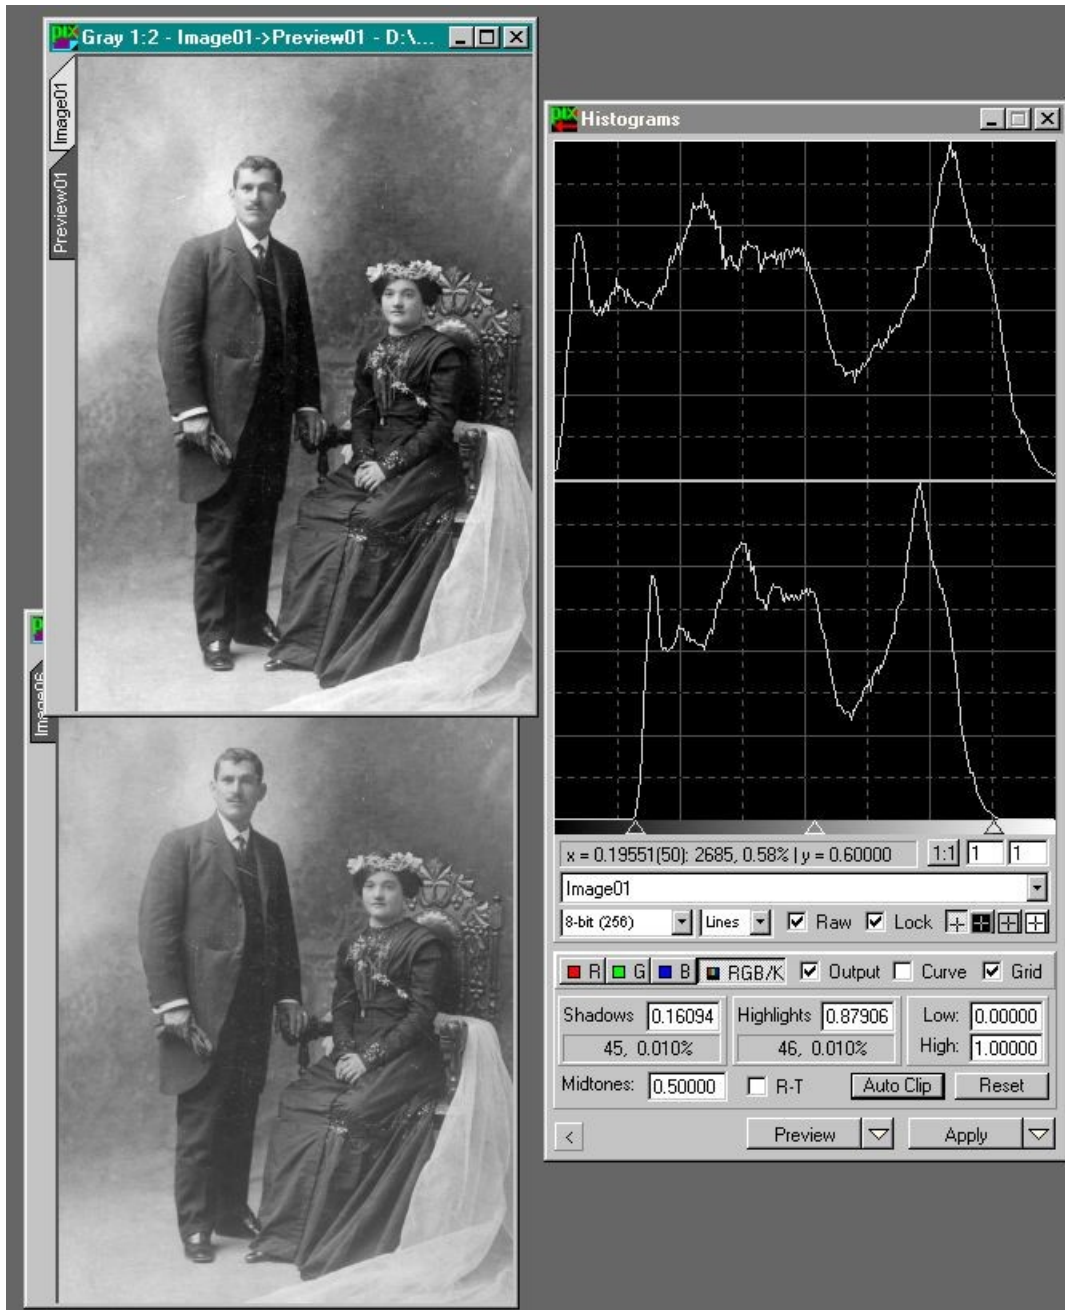 Gray 1:2 - Image01->Preview01 - D:\...
Image01
Preview01
Histograms
x = 0.19551(50): 2685, 0.58% | y = 0.60000
1:1
1
1
Image01
8-bit (256)
Lines
Raw
Lock
R
G
B
RGB/K
Output
Curve
Grid
Shadows 0.16094
Highlights 0.87906
Low: 0.00000
45, 0.010%
46, 0.010%
High: 1.00000
Midtones: 0.50000
R-T
Auto Clip
Reset
<
Preview
Apply